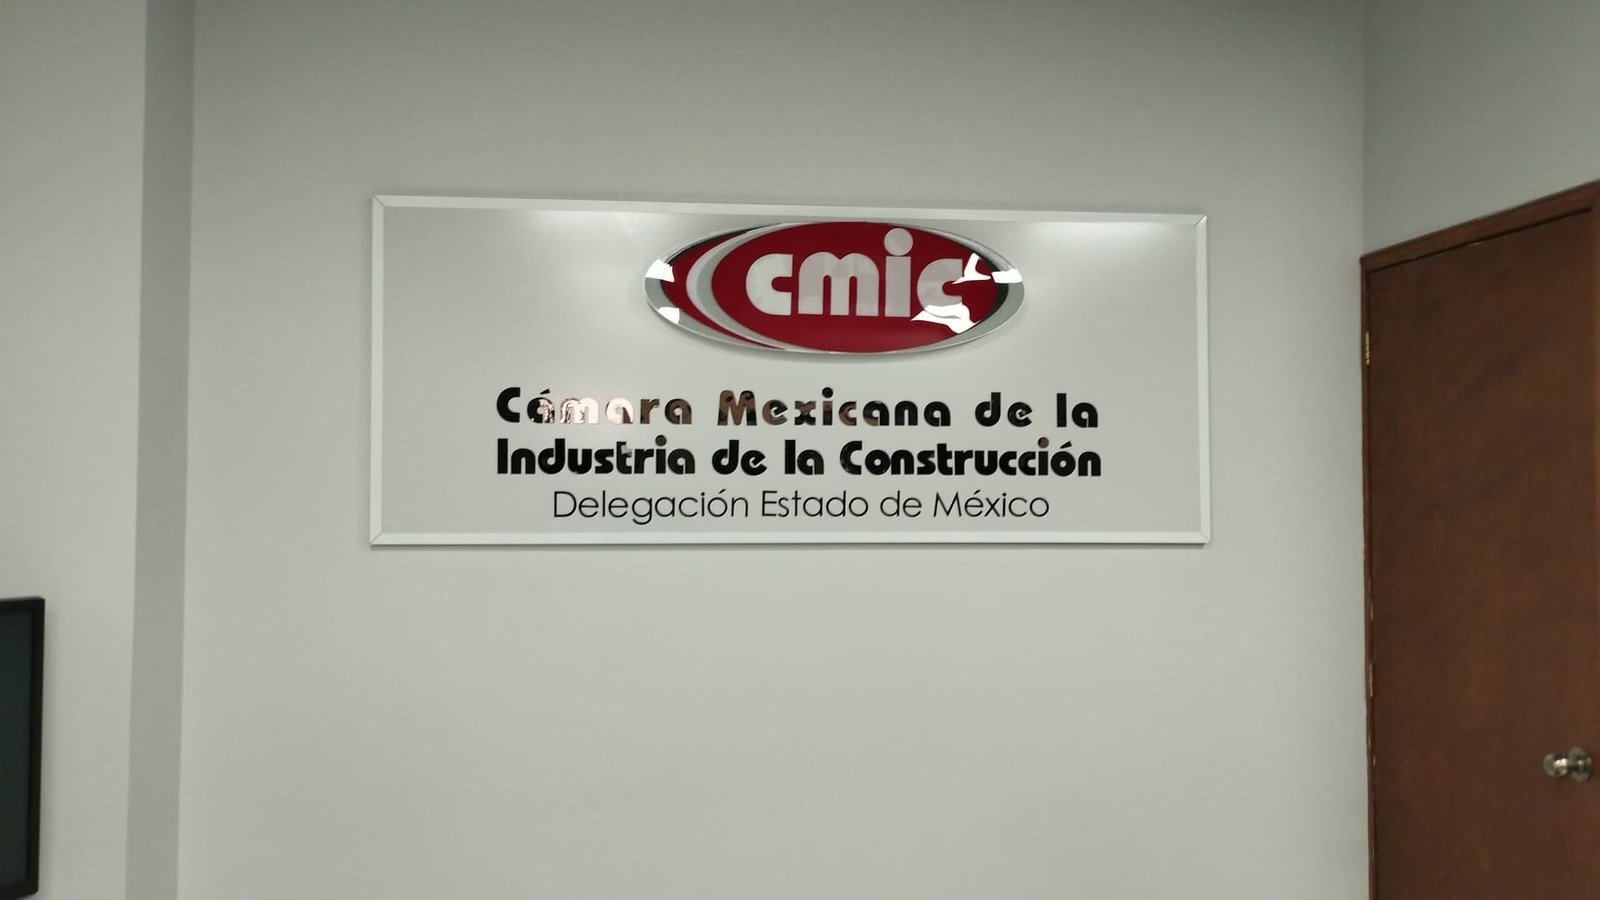 cmic
Cámara Mexicana de la
Industria de la Construcción
Delegación Estado de México